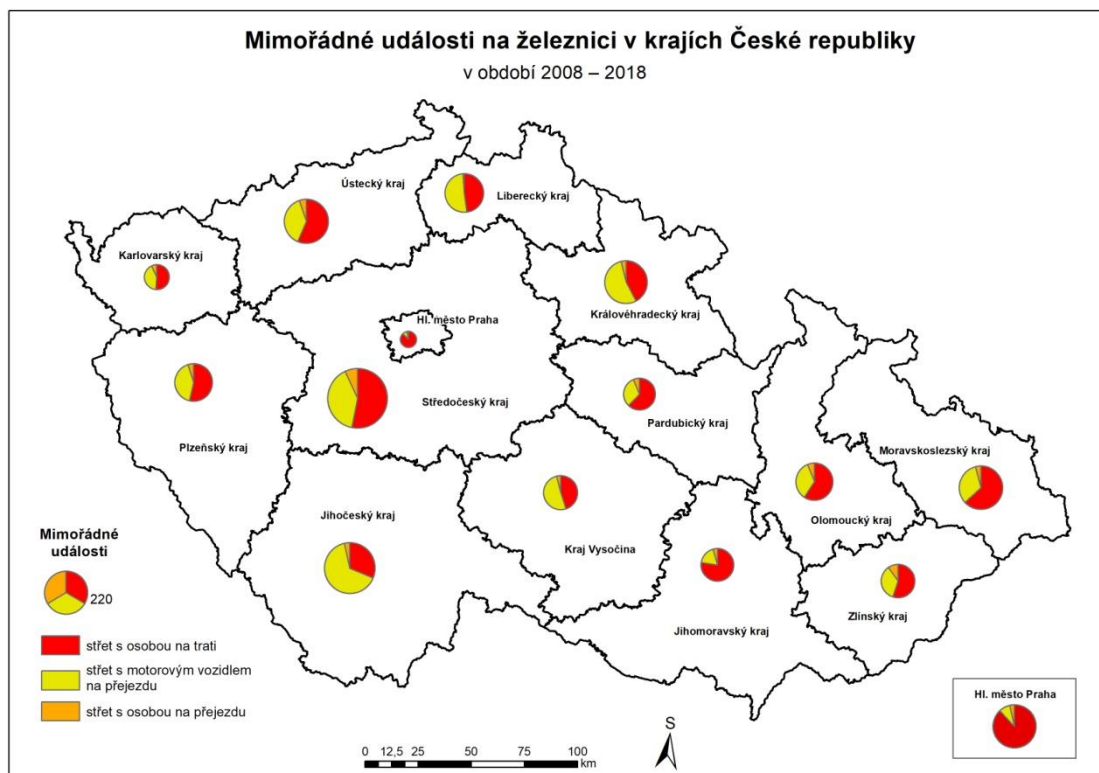 Mimořádné události na železnici v krajích České republiky
v období 2008 – 2018
Ústecký kraj
Liberecký kraj
Karlovarský kraj
Královéhradecký kraj
Hl. město Praha
Středočeský kraj
Pardubický kraj
Plzeňský kraj
Moravskoslezský kraj
Jihočeský kraj
Olomoucký kraj
Kraj Vysočina
Zlínský kraj
Jihomoravský kraj
Mimořádné
události
220
střet s osobou na trati
střet s motorovým vozidlem
na přejezdu
střet s osobou na přejezdu
0 12,5 25 50 75 100
km
S
Hl. město Praha